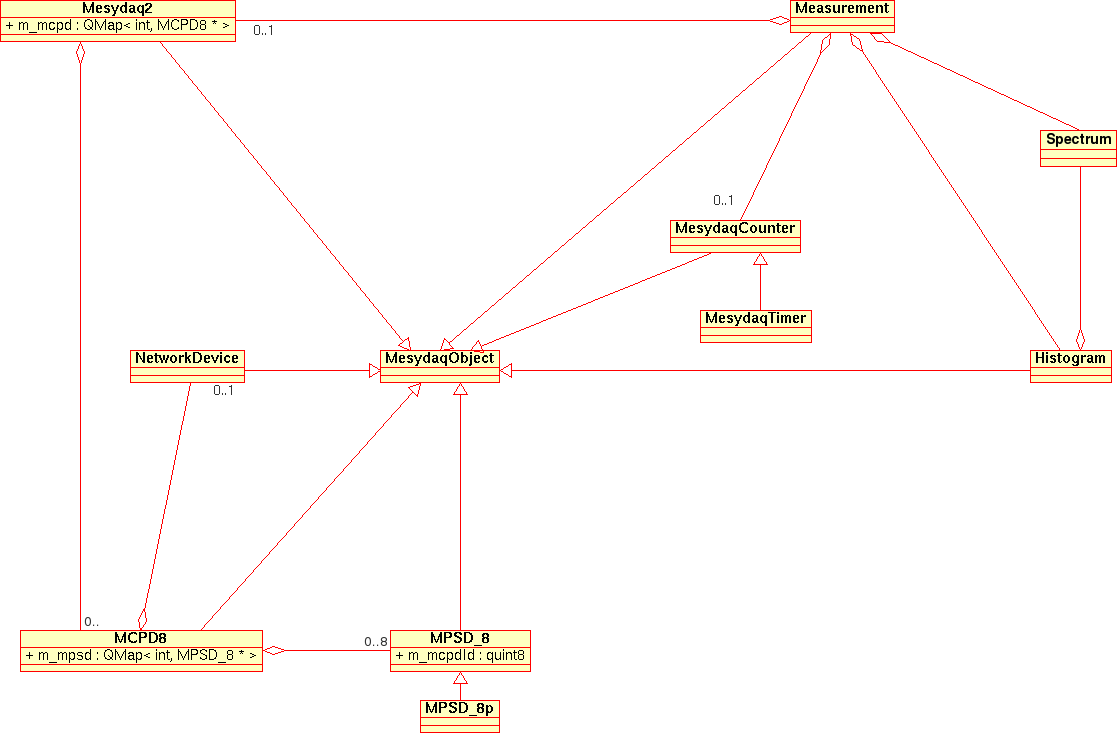 Mesydaq2
+ m_mcpd : QMap< int, MCPD8 * >
0..1
Measurement
Spectrum
0..1
MesydaqCounter
MesydaqTimer
NetworkDevice
MesydaqObject
Histogram
0..1
0..
MCPD8
+ m_mpsd : QMap< int, MPSD_8 * >
0..8
MPSD_8
+ m_mcpdId : quint8
MPSD_8p